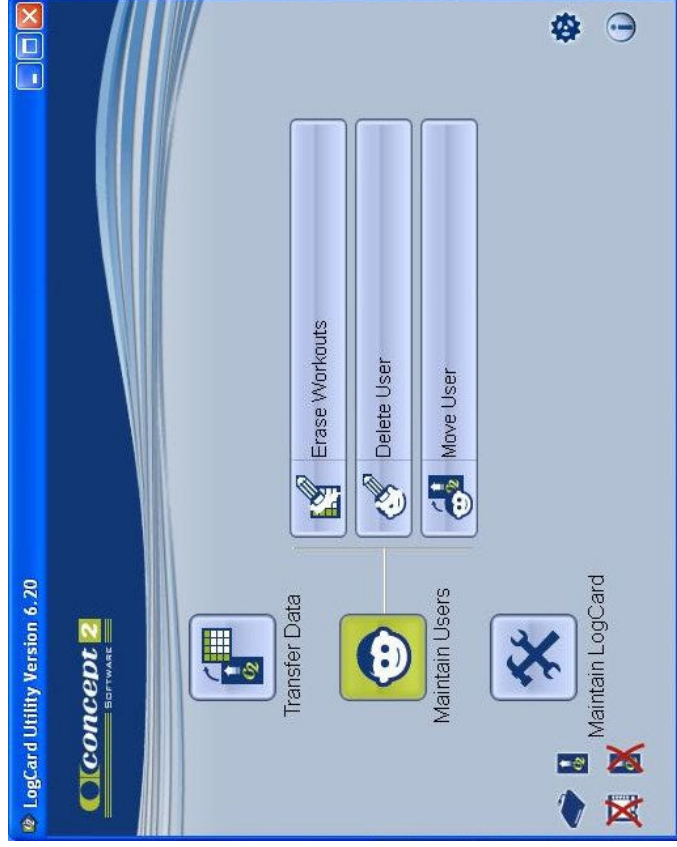 LogCard Utility Version 6.20
concept 2
SOFTWARE
Transfer Data
Maintain Users
Maintain LogCard
Erase Workouts
Delete User
Move User